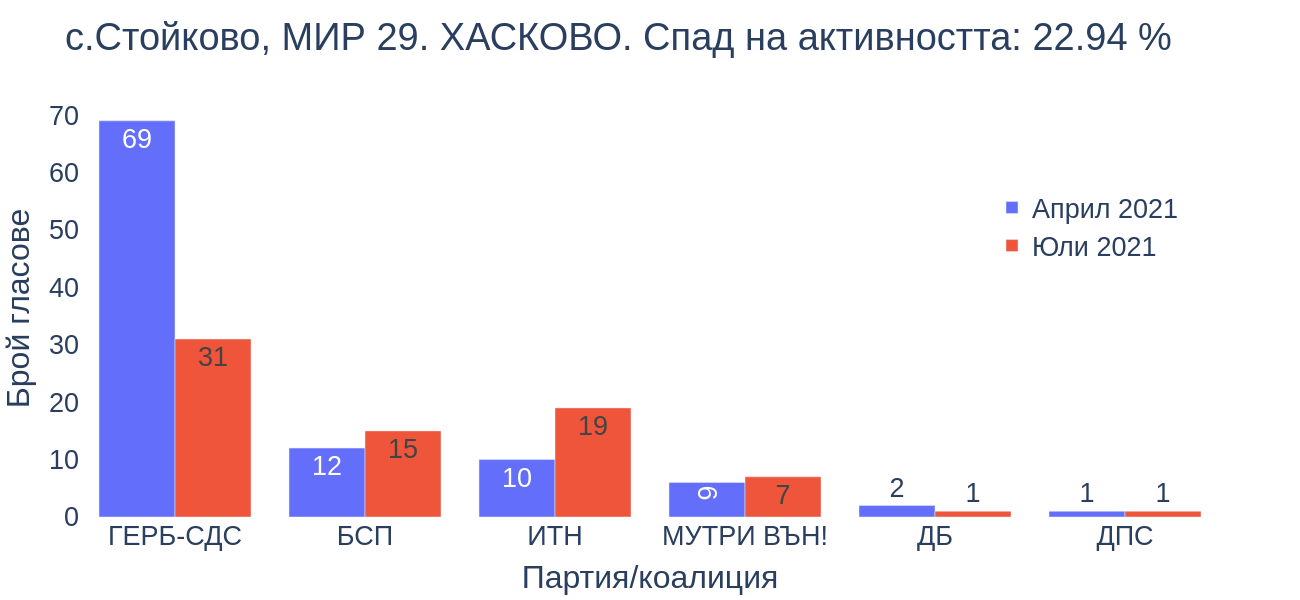 с.Стойково, МИР 29. ХАСКОВО. Спад на активността: 22.94 %
Брой гласове
70
60
50
40
30
20
10
0
69
31
12
15
10
19
6
7
2
1
1
1
Април 2021
Юли 2021
ГЕРБ-СДС
БСП
ИТН
МУТРИ ВЪН!
ДБ
ДПС
Партия/коалиция